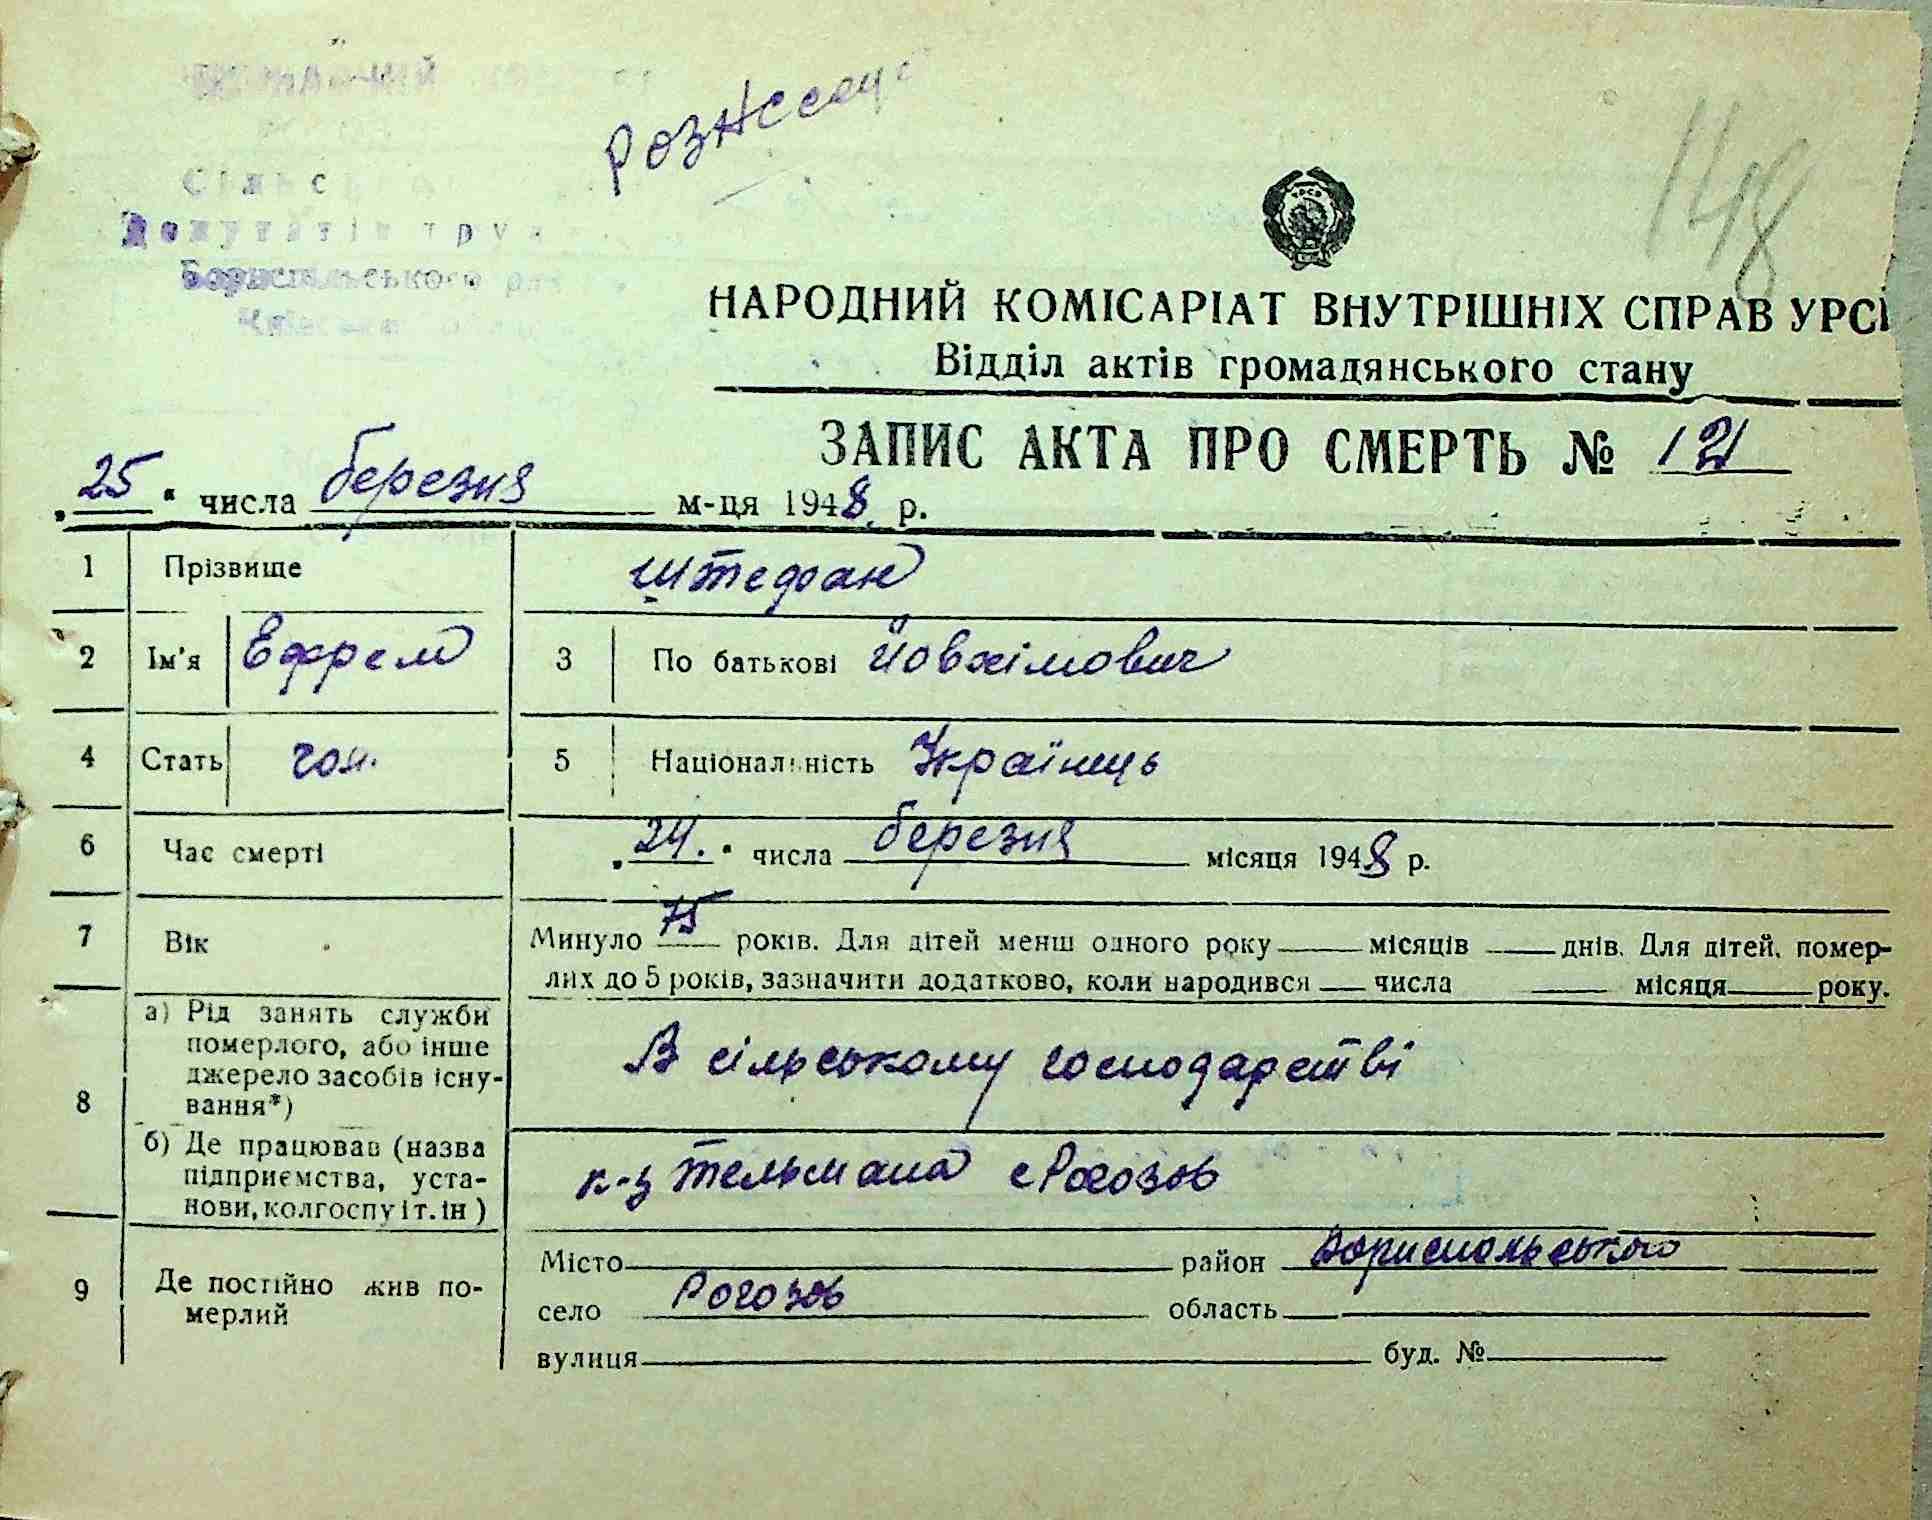 148
Сільс
Депутатів труд
Бориспільського
НАРОДНИЙ КОМІСАРІАТ ВНУТРІШНІХ СПРАВ УРСР
Відділ актів громадянського стану
ЗАПИС АКТА ПРО СМЕРТЬ № 121
„25“ числа березня м-ця 1948 р.
1 Прізвище Штефан
2 Ім'я Ефрем 3 По батькові Йовхімович
4 Стать чол. 5 Національність Українець
6 Час смерті „24.“ числа березня місяця 1948 р.
7 Вік Минуло 75 років. Для дітей менш одного року місяців днів. Для дітей, помер-
лих до 5 років, зазначити додатково, коли народився числа місяця року.
8 а) Рід занять служби
померлого, або інше
джерело засобів існу-
вання*)
В сільському господарстві
б) Де працював (назва
підприємства, уста-
нови, колгоспу і т. ін)
к-з Тельмана с Рогозов
9 Де постійно жив по-
мерлий
Місто район Бориспольського
село Рогозов область
вулиця буд. №